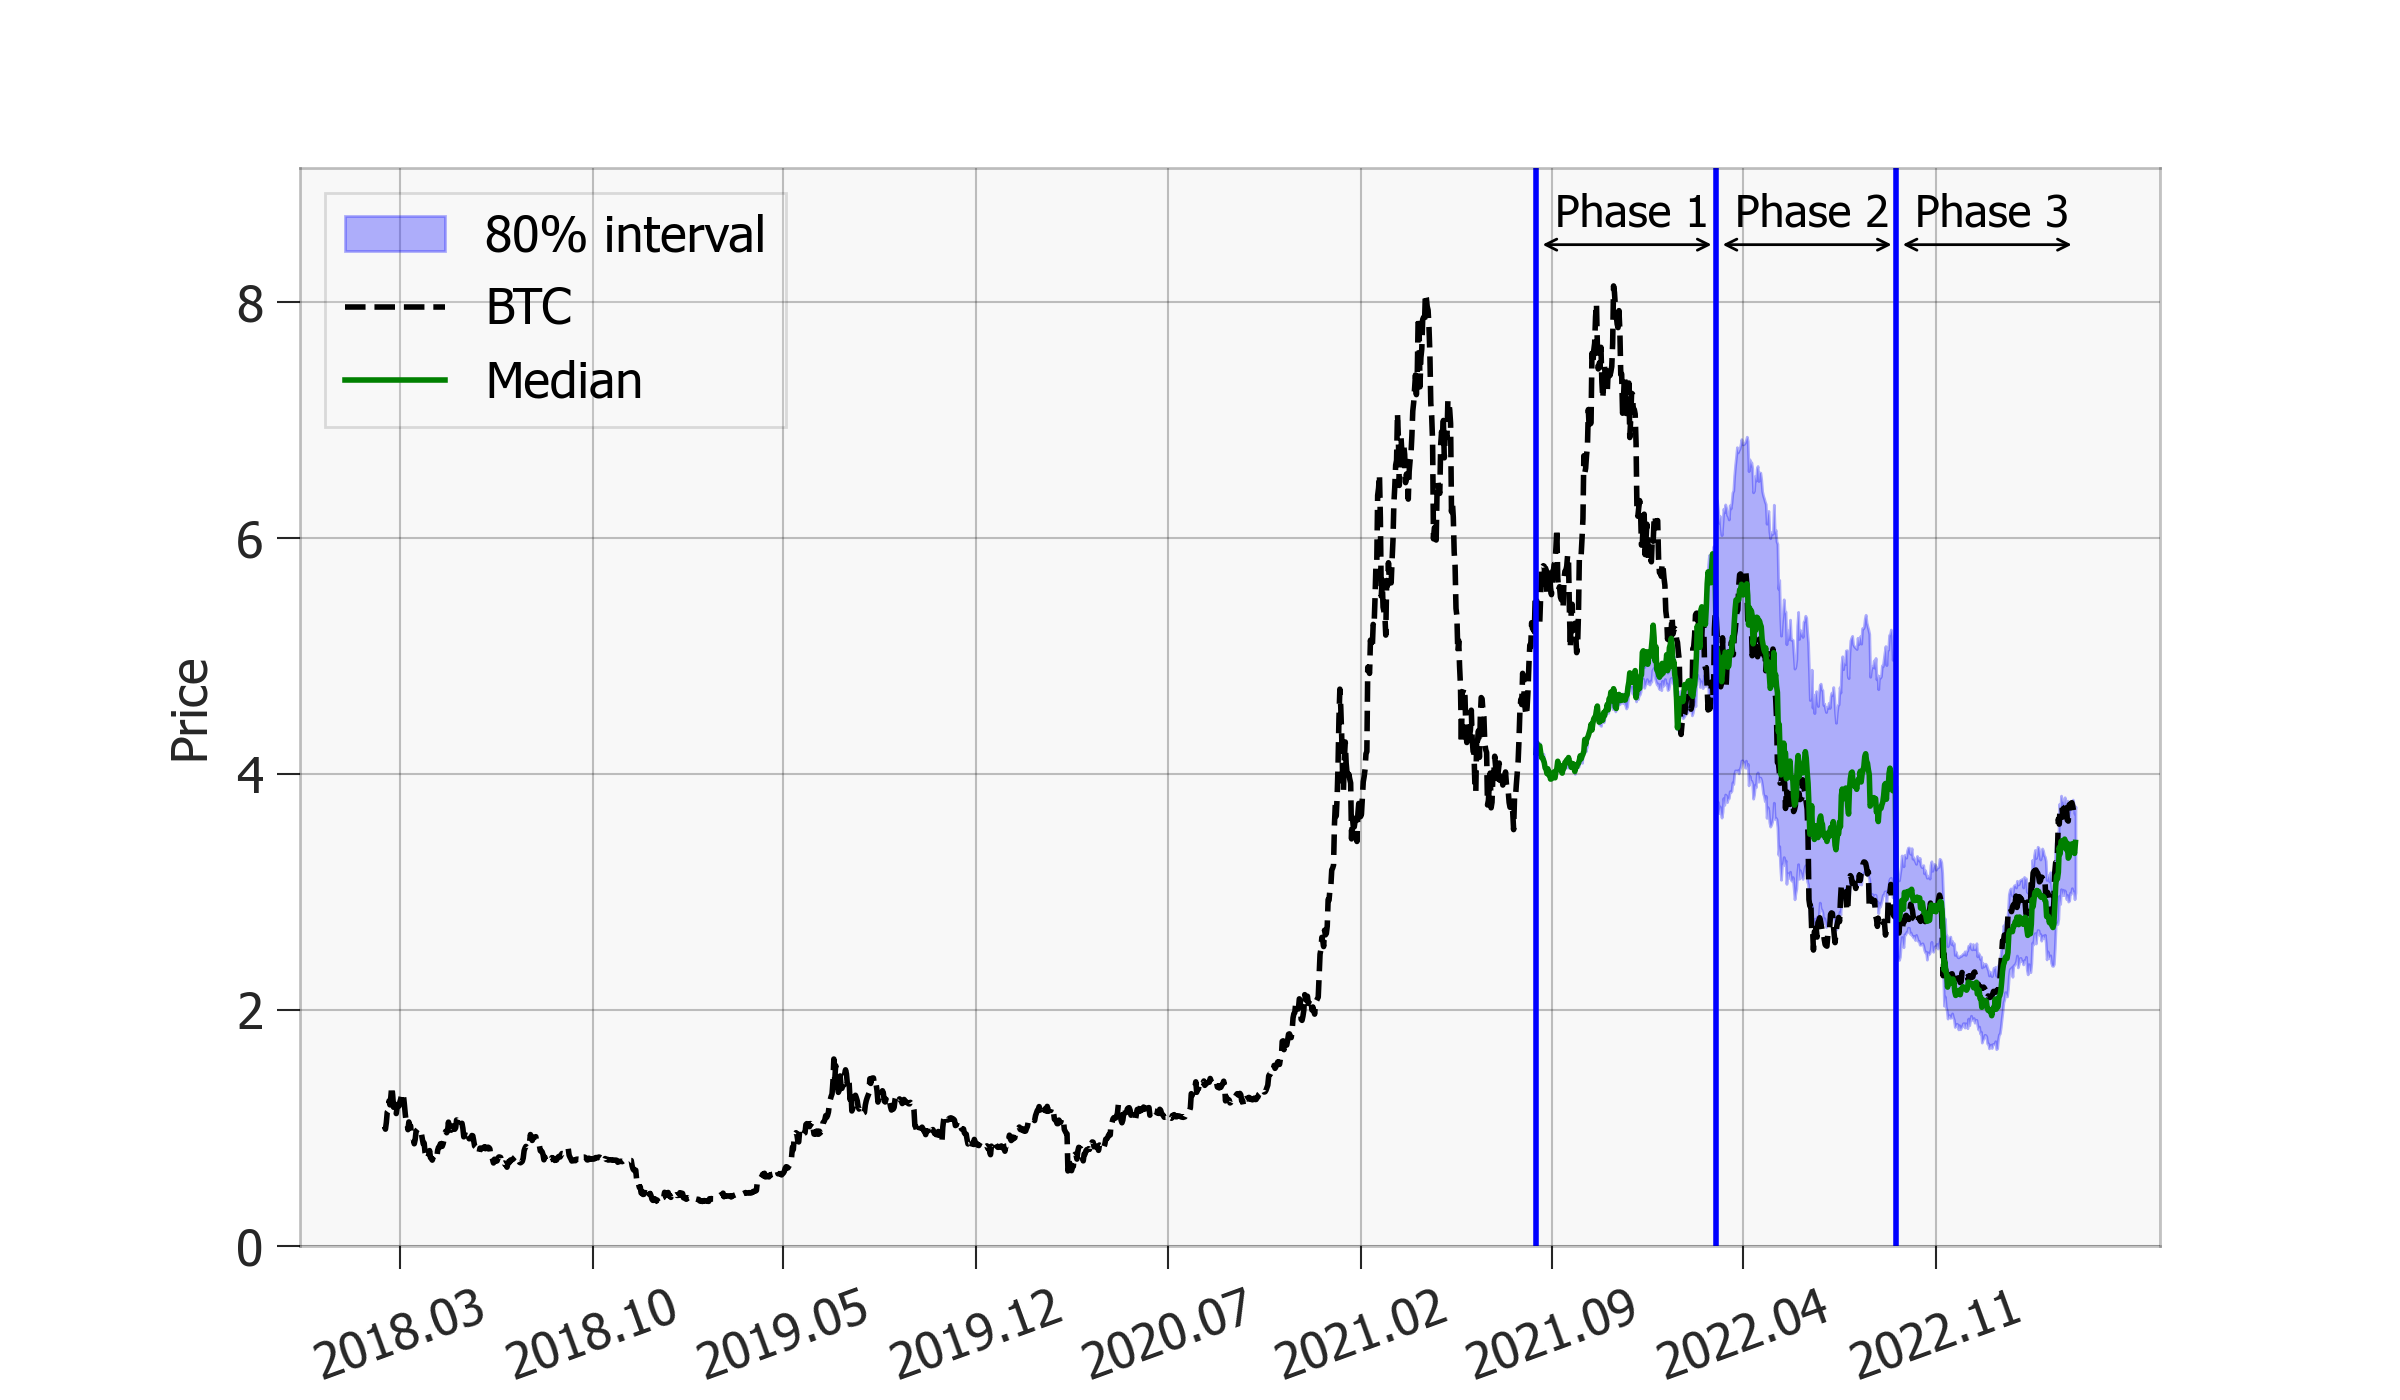 Phase 1
Phase 2
Phase 3
80% interval
BTC
Median
Price
8
6
4
2
0
2018.03
2018.10
2019.05
2019.12
2020.07
2021.02
2021.09
2022.04
2022.11